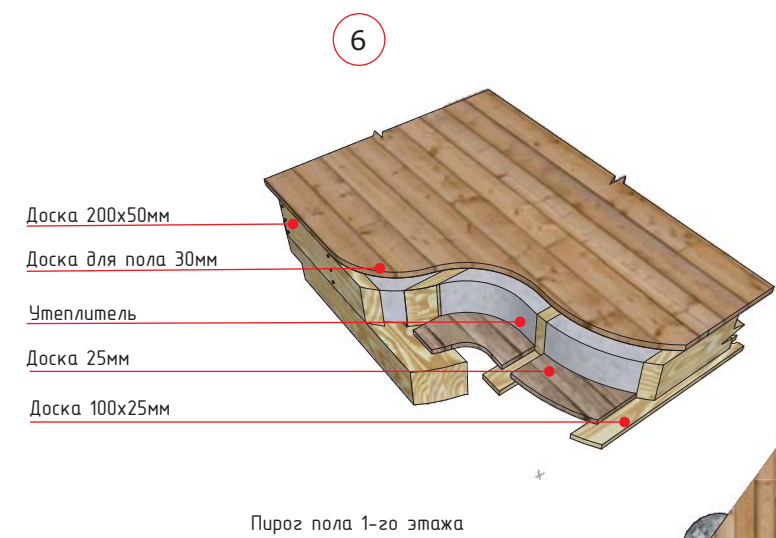 6
Доска 200х50мм
Доска для пола 30мм
Утеплитель
Доска 25мм
Доска 100х25мм
Пирог пола 1-го этажа